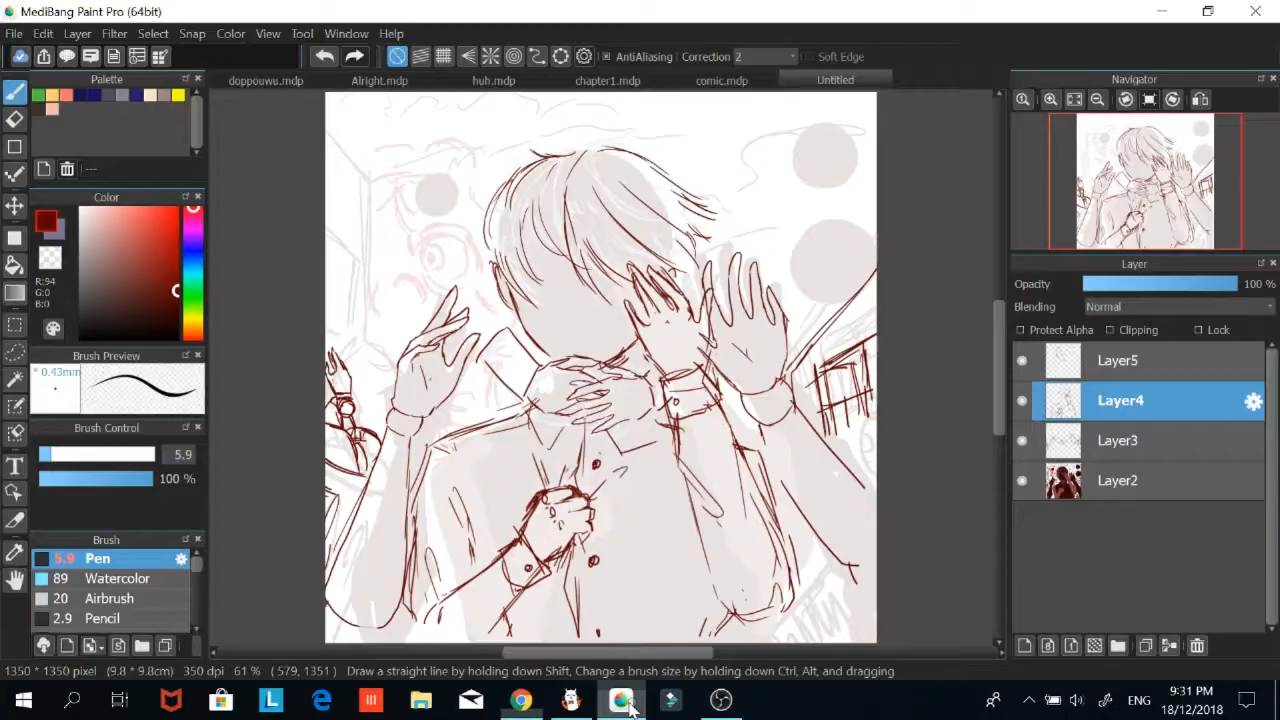 MediBang Paint Pro (64bit)
File Edit Layer Filter Select Snap Color View Tool Window Help
AntiAliasing Correction 2 Soft Edge
Palette
doppouwu.mdp Alright.mdp huh.mdp chapter1.mdp comic.mdp Untitled
Navigator
---
Color
R:94
G:0
B:0
Brush Preview
* 0.43mm
Brush Control
5.9
100 %
Brush
5.9 Pen
89 Watercolor
20 Airbrush
2.9 Pencil
Layer
Opacity 100 %
Blending Normal
Protect Alpha Clipping Lock
Layer5
Layer4
Layer3
Layer2
1350 * 1350 pixel (9.8 * 9.8cm) 350 dpi 61 % ( 579, 1351 ) Draw a straight line by holding down Shift, Change a brush size by holding down Ctrl, Alt, and dragging
ENG
9:31 PM
18/12/2018